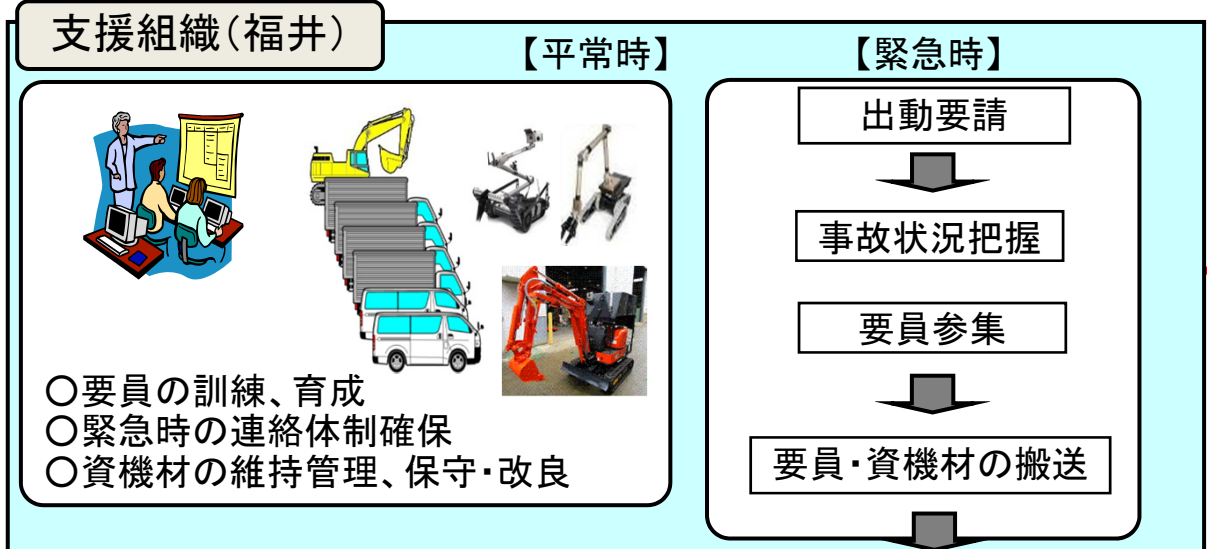 支援組織（福井）
【平常時】
【緊急時】
○要員の訓練、育成
○緊急時の連絡体制確保
○資機材の維持管理、保守・改良
出動要請
事故状況把握
要員参集
要員・資機材の搬送